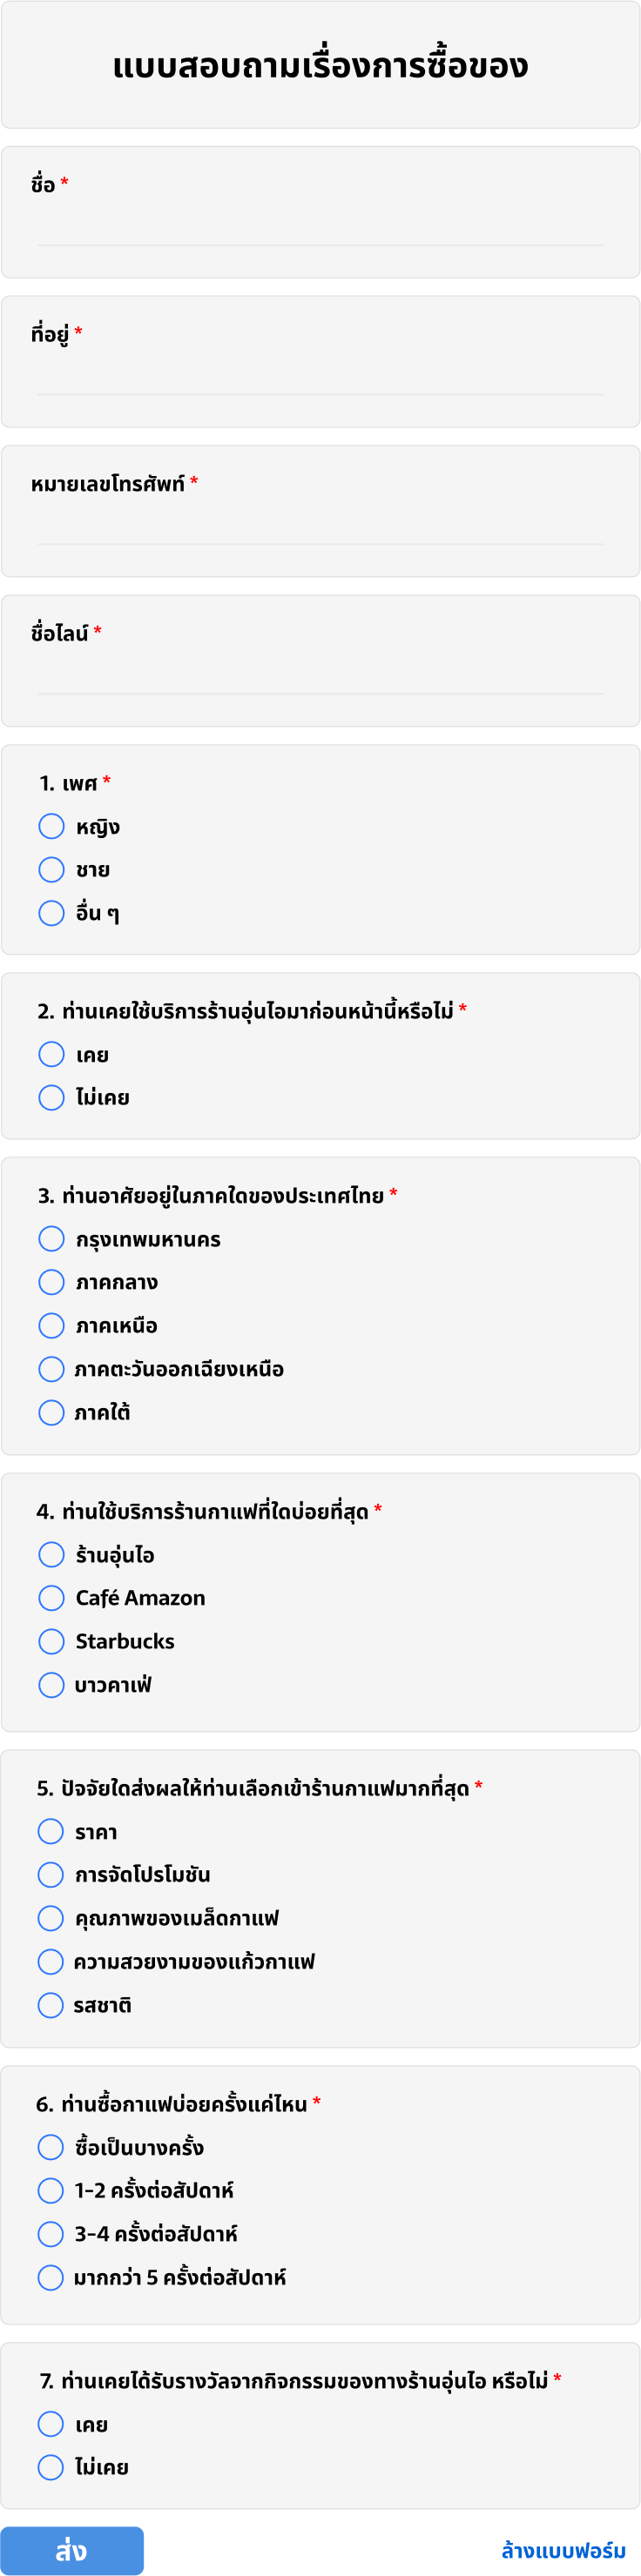 แบบสอบถามเรื่องการซื้อของ
ชื่อ *
ที่อยู่ *
หมายเลขโทรศัพท์ *
ชื่อไลน์ *
1. เพศ *
หญิง
ชาย
อื่น ๆ
2. ท่านเคยใช้บริการร้านอุ่นไอมาก่อนหน้านี้หรือไม่ *
เคย
ไม่เคย
3. ท่านอาศัยอยู่ในภาคใดของประเทศไทย *
กรุงเทพมหานคร
ภาคกลาง
ภาคเหนือ
ภาคตะวันออกเฉียงเหนือ
ภาคใต้
4. ท่านใช้บริการร้านกาแฟที่ใดบ่อยที่สุด *
ร้านอุ่นไอ
Café Amazon
Starbucks
บาวคาเฟ่
5. ปัจจัยใดส่งผลให้ท่านเลือกเข้าร้านกาแฟมากที่สุด *
ราคา
การจัดโปรโมชัน
คุณภาพของเมล็ดกาแฟ
ความสวยงามของแก้วกาแฟ
รสชาติ
6. ท่านซื้อกาแฟบ่อยครั้งแค่ไหน *
ซื้อเป็นบางครั้ง
1-2 ครั้งต่อสัปดาห์
3-4 ครั้งต่อสัปดาห์
มากกว่า 5 ครั้งต่อสัปดาห์
7. ท่านเคยได้รับรางวัลจากกิจกรรมของทางร้านอุ่นไอ หรือไม่ *
เคย
ไม่เคย
ส่ง
ล้างแบบฟอร์ม